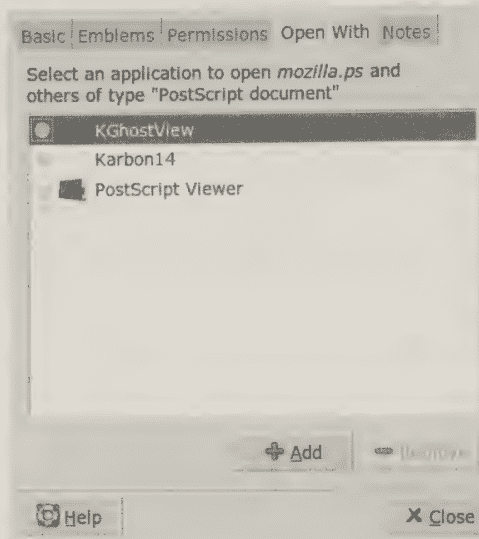 Basic Emblems Permissions Open With Notes
Select an application to open mozilla.ps and
others of type "PostScript document"
KGhostView
Karbon14
PostScript Viewer
Add Remove
Help Close